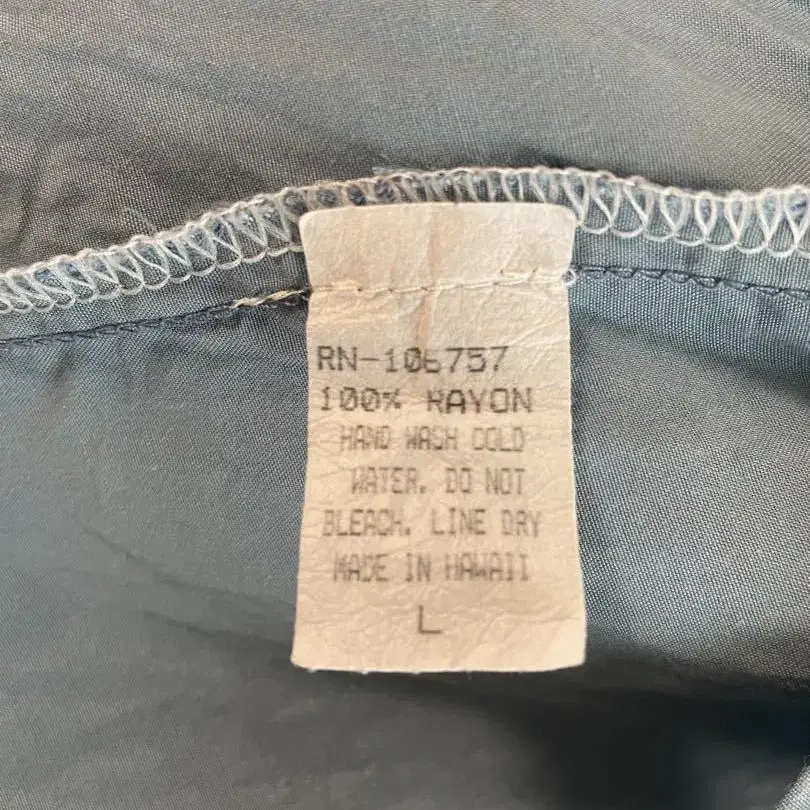 RN-106757
100% RAYON
HAND WASH COLD
WATER. DO NOT
BLEACH. LINE DRY
MADE IN HAWAII
L